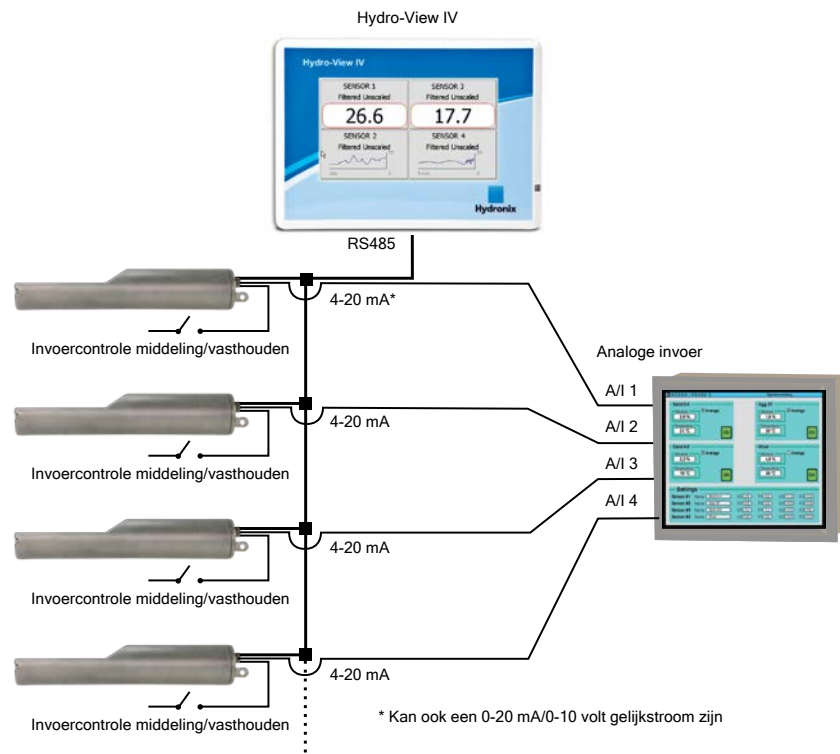 Hydro-View IV
Hydro-View IV
SENSOR 1
Filtered Unscaled
26.6
SENSOR 3
Filtered Unscaled
17.7
SENSOR 2
Filtered Unscaled
SENSOR 4
Filtered Unscaled
Hydronix
RS485
4-20 mA*
Invoercontrole middeling/vasthouden
Analoge invoer
A/I 1
4-20 mA
A/I 2
Invoercontrole middeling/vasthouden
A/I 3
A/I 4
Settings
4-20 mA
Invoercontrole middeling/vasthouden
4-20 mA
Invoercontrole middeling/vasthouden
* Kan ook een 0-20 mA/0-10 volt gelijkstroom zijn